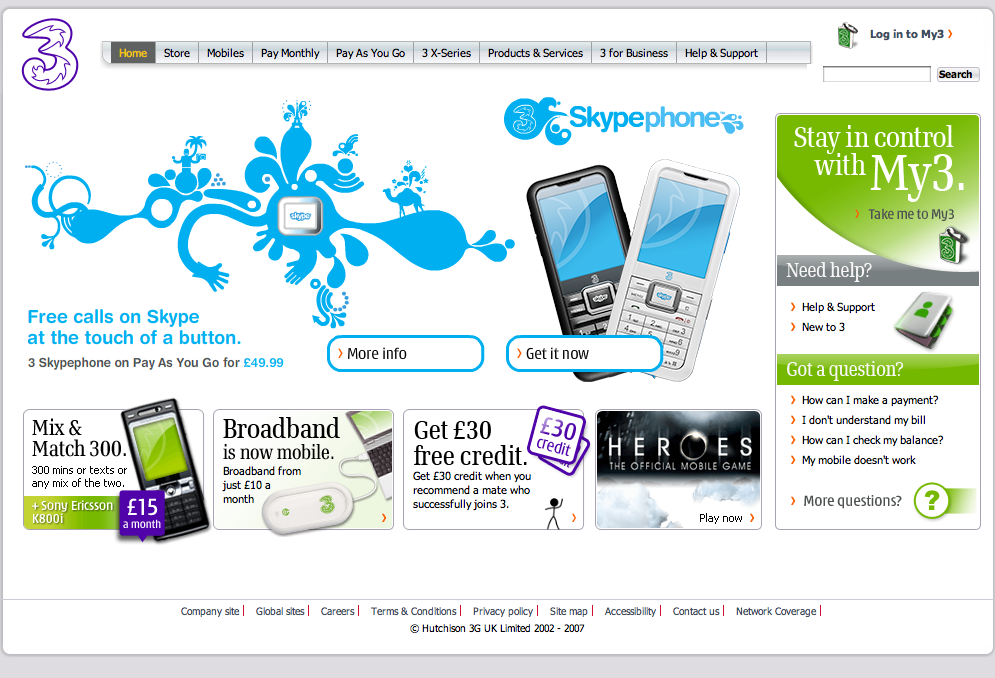 3
Home
Store
Mobiles
Pay Monthly
Pay As You Go
3 X-Series
Products & Services
3 for Business
Help & Support
Log in to My3
Search
3 Skypephone
skype
Free calls on Skype
at the touch of a button.
3 Skypephone on Pay As You Go for £49.99
More info
Get it now
Stay in control
with My3.
Take me to My3
Need help?
Help & Support
New to 3
Got a question?
How can I make a payment?
I don't understand my bill
How can I check my balance?
My mobile doesn't work
More questions?
?
Mix &
Match 300.
300 mins or texts or
any mix of the two.
+ Sony Ericsson
K800i
£15
a month
Broadband
is now mobile.
Broadband from
just £10 a
month
Get £30
free credit.
Get £30 credit when you
recommend a mate who
successfully joins 3.
£30
credit
HEROES
THE OFFICIAL MOBILE GAME
Play now
Company site
Global sites
Careers
Terms & Conditions
Privacy policy
Site map
Accessibility
Contact us
Network Coverage
© Hutchison 3G UK Limited 2002 - 2007